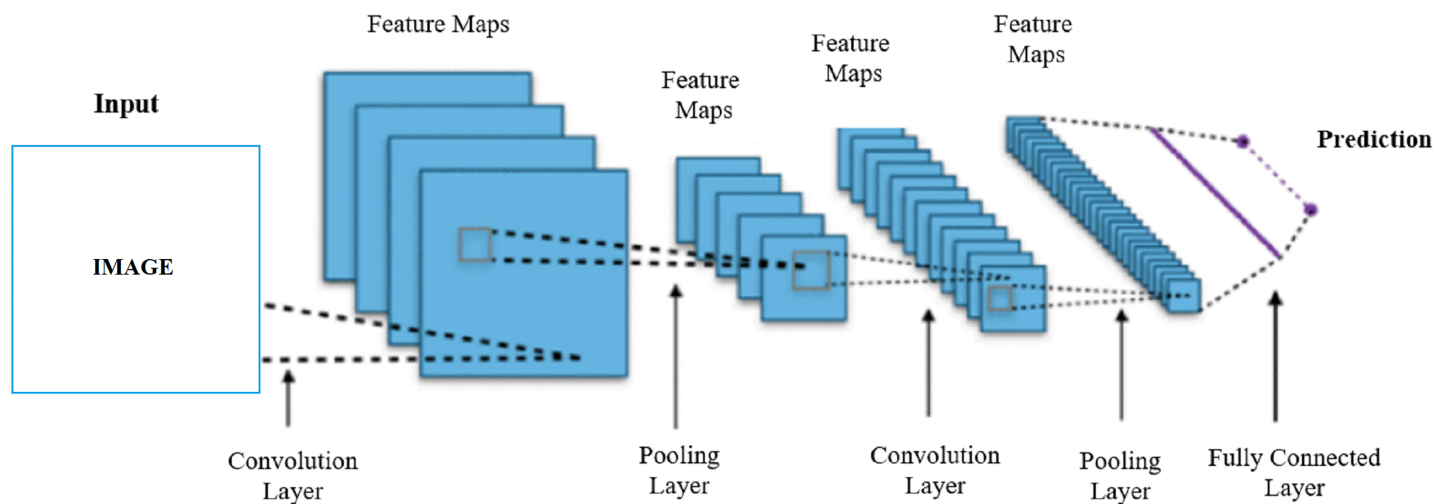 Feature Maps
Feature
Maps
Feature
Maps
Feature
Maps
Input
Prediction
IMAGE
Convolution
Layer
Pooling
Layer
Convolution
Layer
Pooling
Layer
Fully Connected
Layer